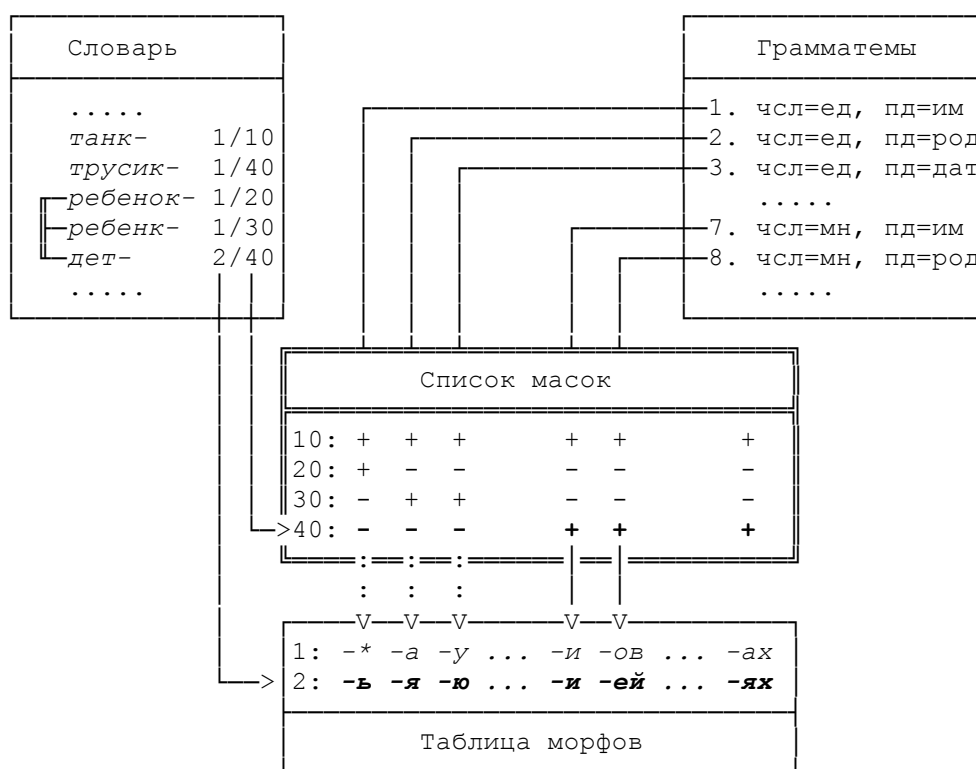 Словарь
.....
танк- 1/10
трусик- 1/40
ребенок- 1/20
ребенк- 1/30
дет- 2/40
.....
Грамматемы
1. чсл=ед, пд=им
2. чсл=ед, пд=род
3. чсл=ед, пд=дат
.....
7. чсл=мн, пд=им
8. чсл=мн, пд=род
.....
Список масок
10: + + + + + +
20: + - - - - -
30: - + + - - -
>40: - - - + + +
: : :
: : :
V V V V V
1: -* -а -у ... -и -ов ... -ах
> 2: -ь -я -ю ... -и -ей ... -ях
Таблица морфов